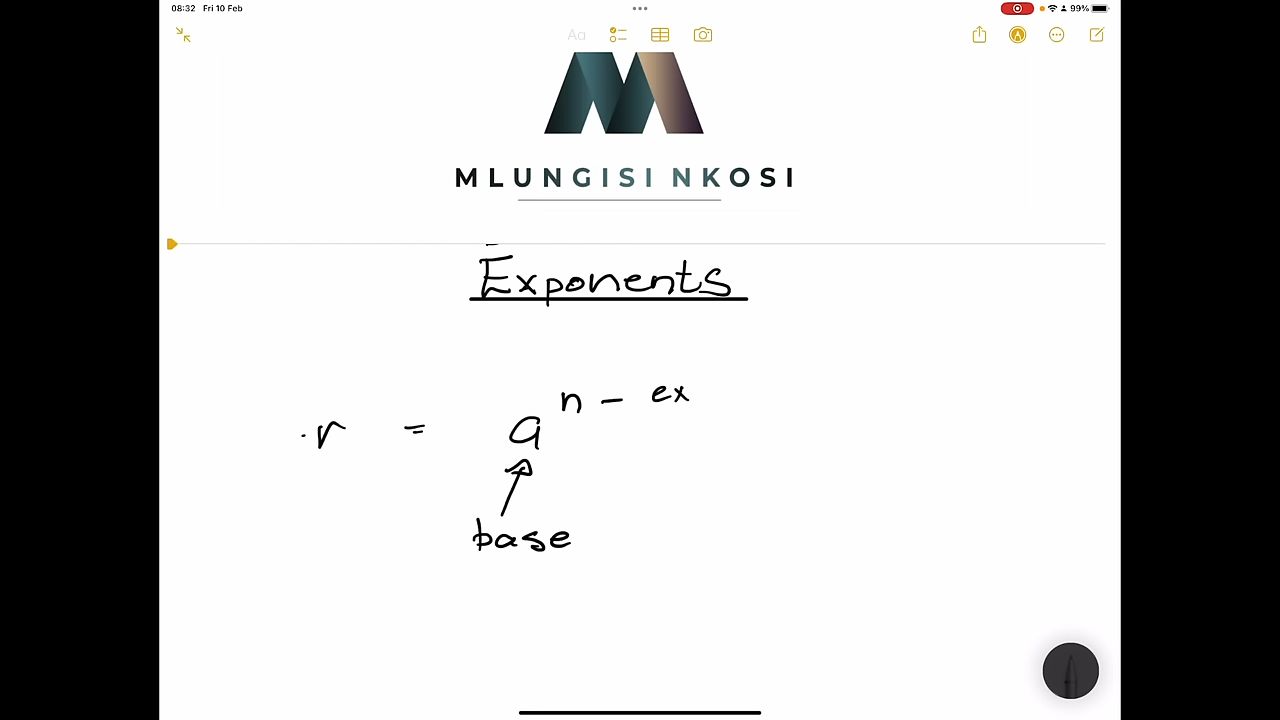 08:32 Fri 10 Feb 99%
Aa
MLUNGISI NKOSI
Exponents
.r = a^n - ex
base